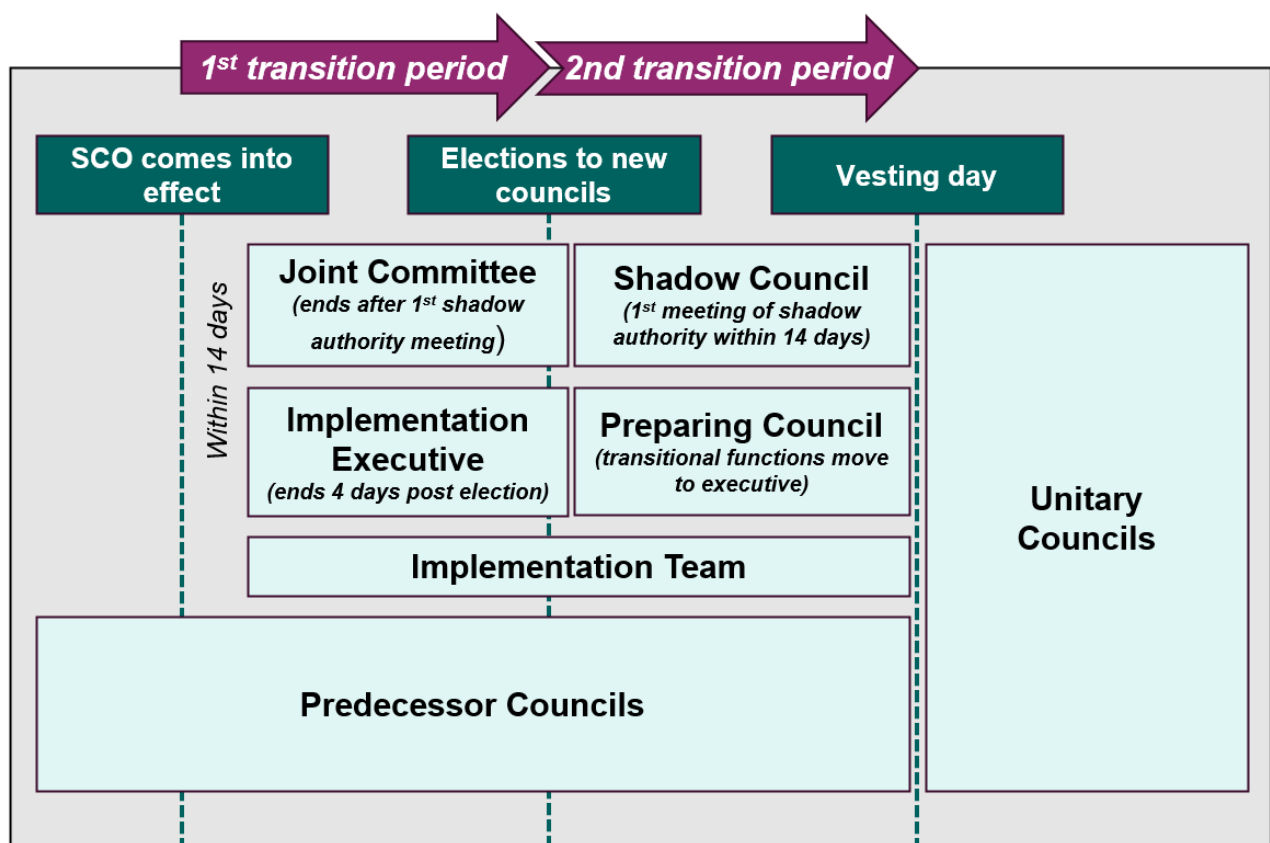 1st transition period
2nd transition period
SCO comes into
effect
Elections to new
councils
Vesting day
Within 14 days
Joint Committee
(ends after 1st shadow
authority meeting)
Shadow Council
(1st meeting of shadow
authority within 14 days)
Implementation
Executive
(ends 4 days post election)
Preparing Council
(transitional functions move
to executive)
Unitary
Councils
Implementation Team
Predecessor Councils